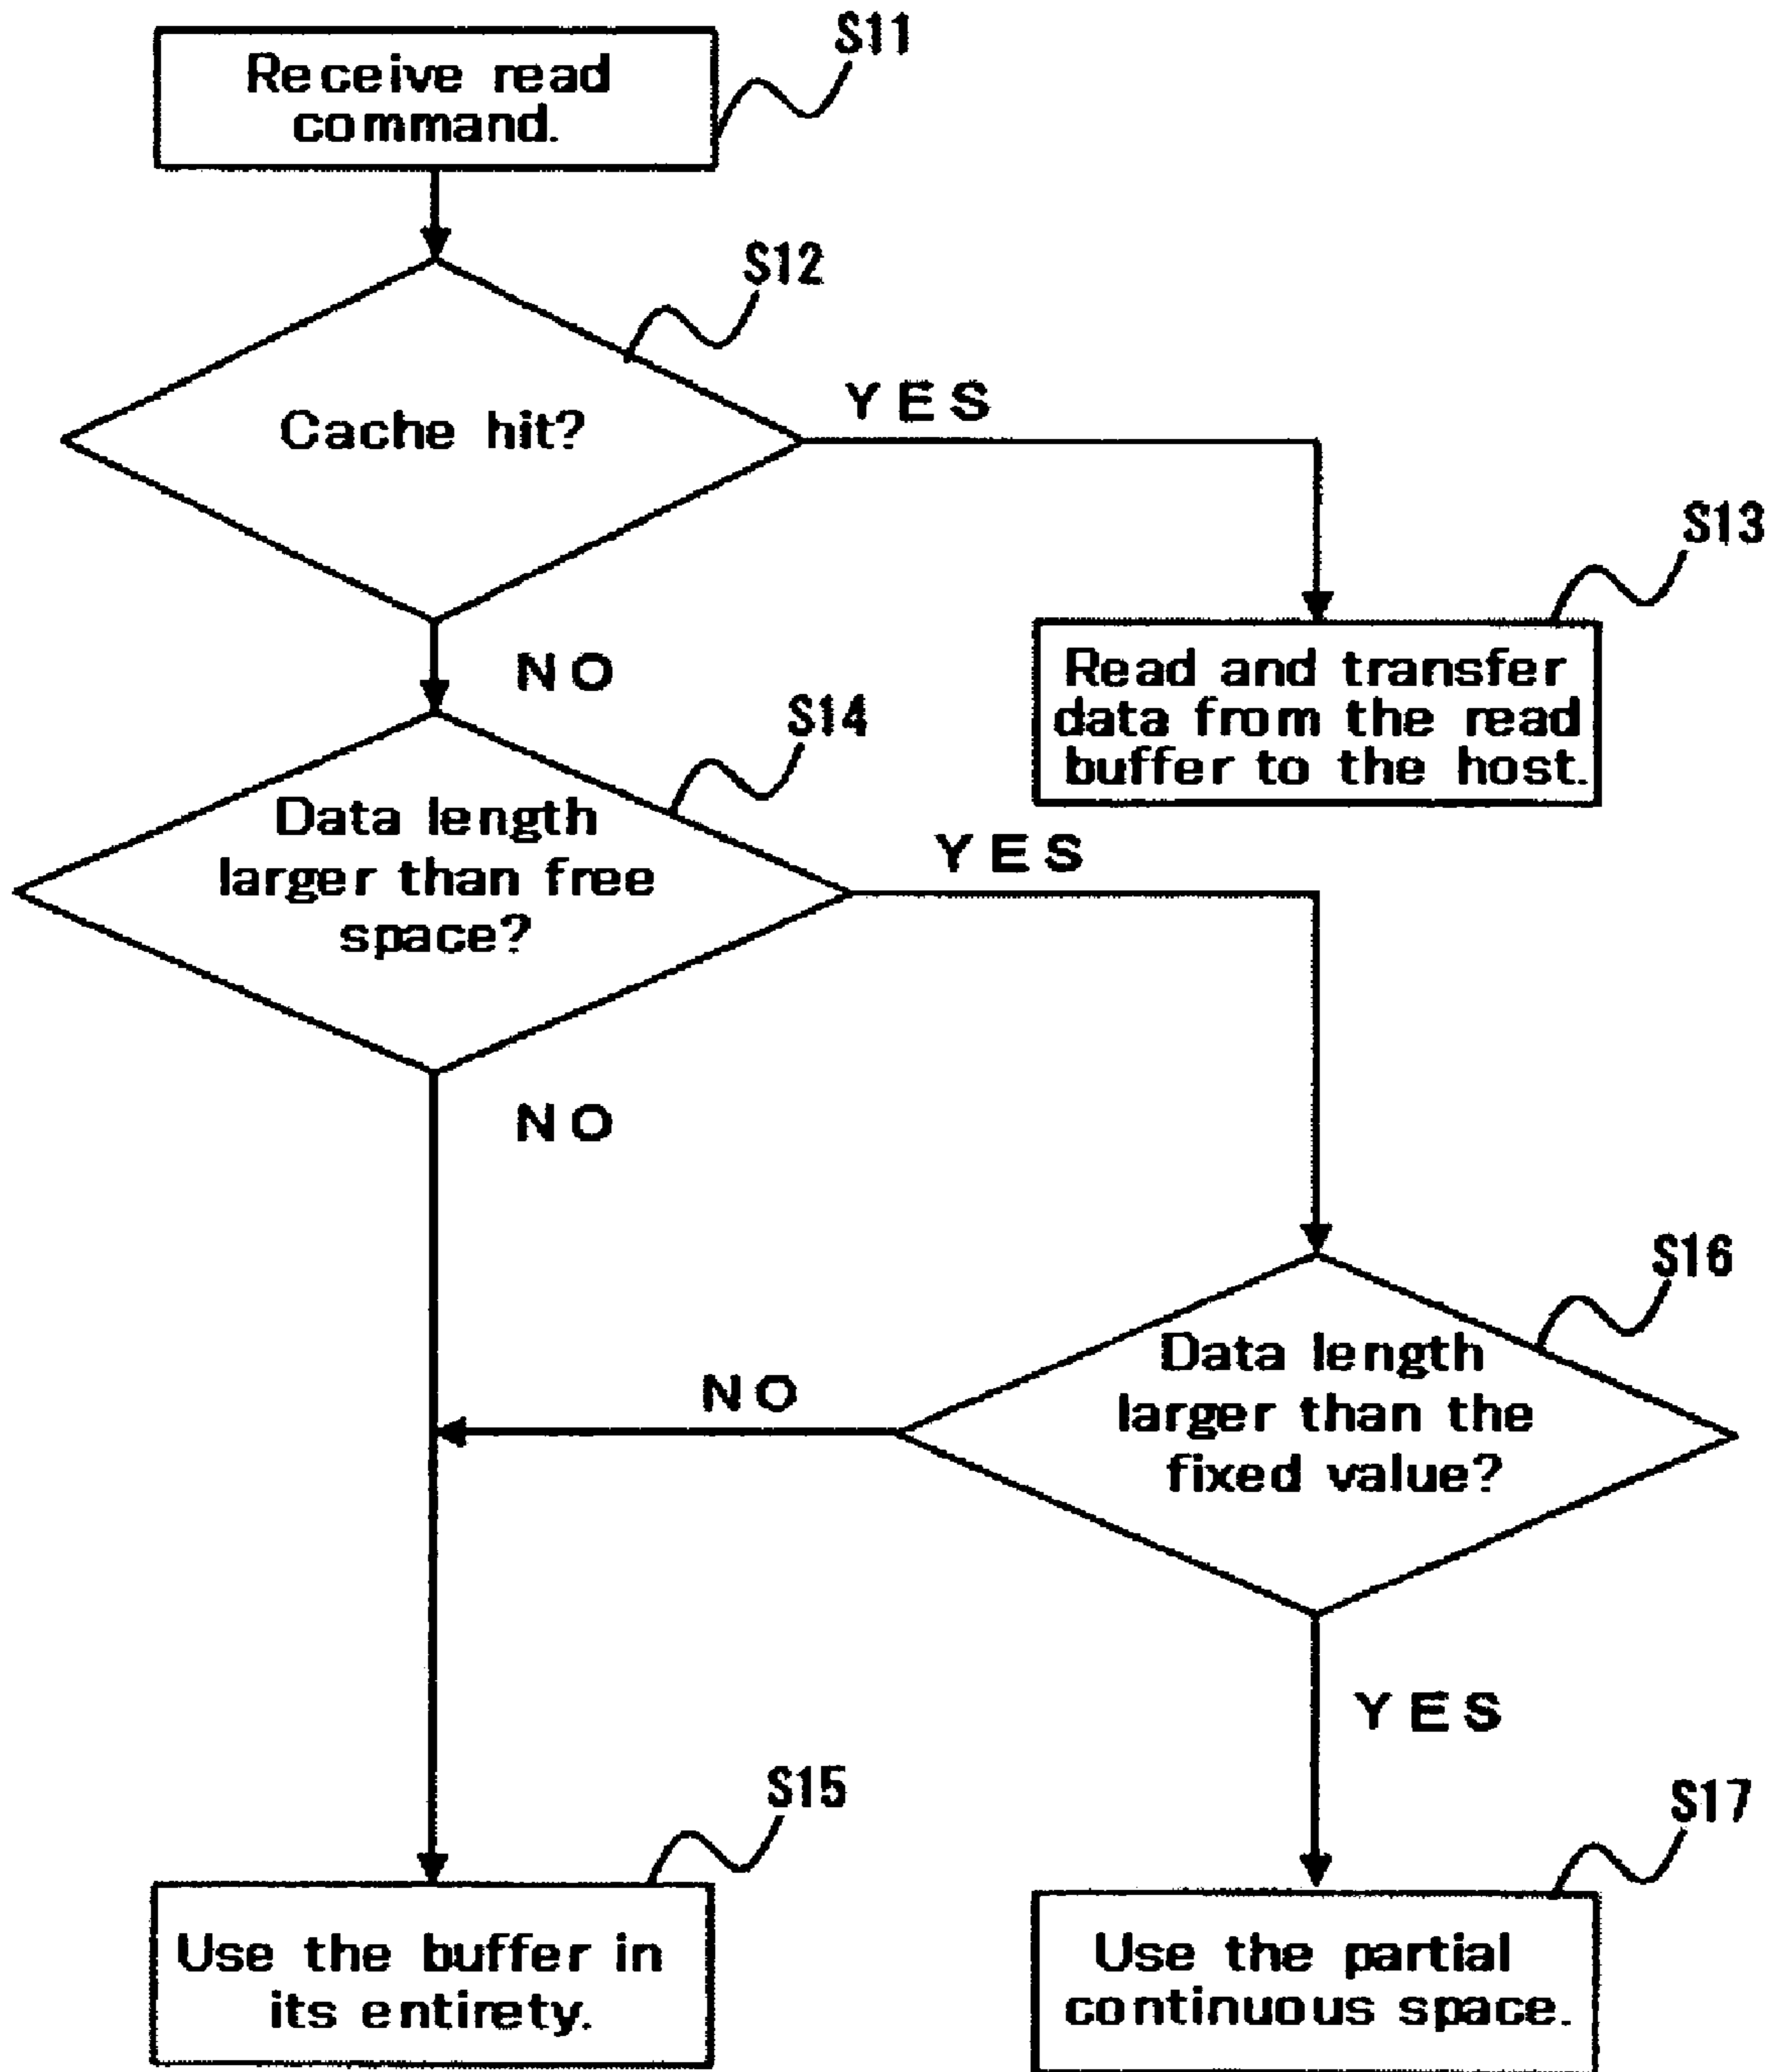 S11
Receive read
command.
S12
Cache hit?
YES
S13
Read and transfer
data from the read
buffer to the host.
NO
S14
Data length
larger than free
space?
YES
NO
S16
Data length
larger than the
fixed value?
NO
YES
S15
Use the buffer in
its entirety.
S17
Use the partial
continuous space.